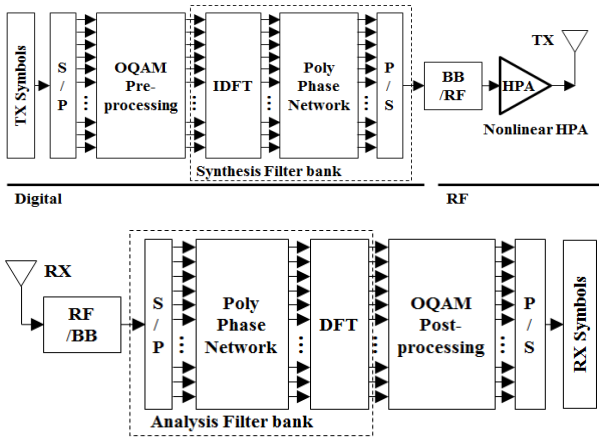 TX Symbols
S
/
P
OQAM
Pre-
processing
IDFT
Poly
Phase
Network
P
/
S
BB
/RF
HPA
TX
Nonlinear HPA
Synthesis Filter bank
Digital
RF
RX
RF
/BB
S
/
P
Poly
Phase
Network
DFT
OQAM
Post-
processing
P
/
S
RX Symbols
Analysis Filter bank